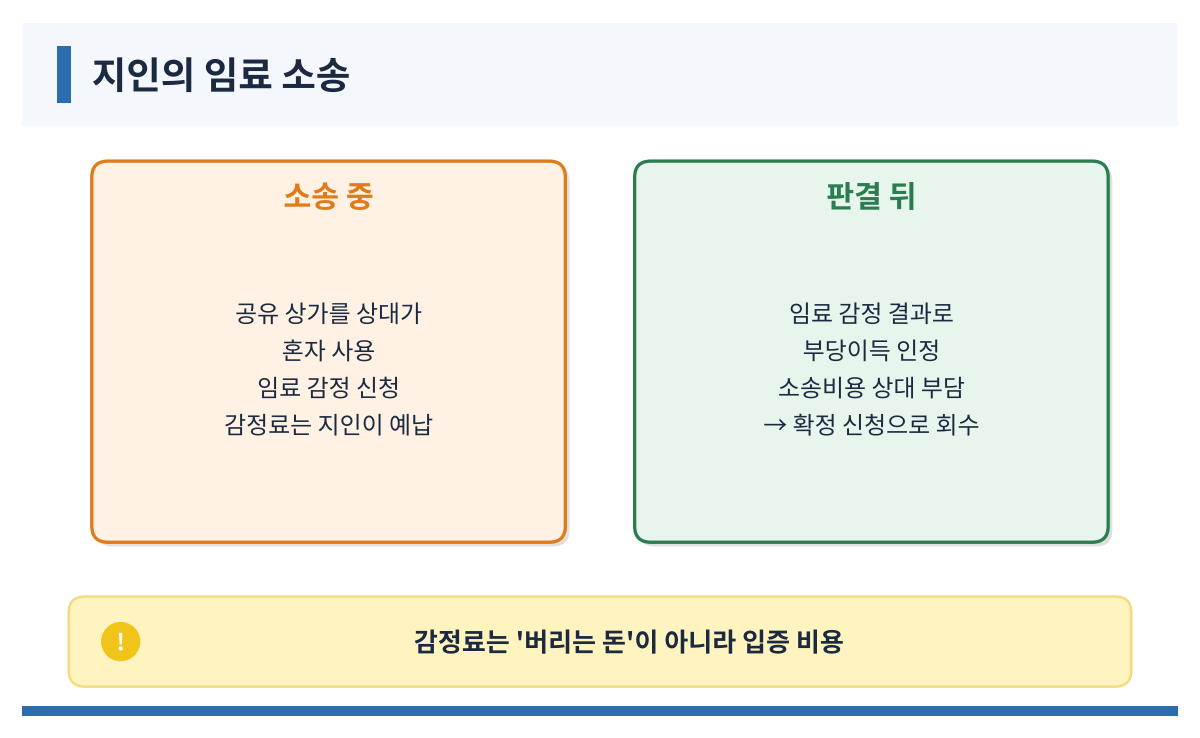 지인의 임료 소송
소송 중
공유 상가를 상대가
혼자 사용
임료 감정 신청
감정료는 지인이 예납
판결 뒤
임료 감정 결과로
부당이득 인정
소송비용 상대 부담
→ 확정 신청으로 회수
!
감정료는 '버리는 돈'이 아니라 입증 비용